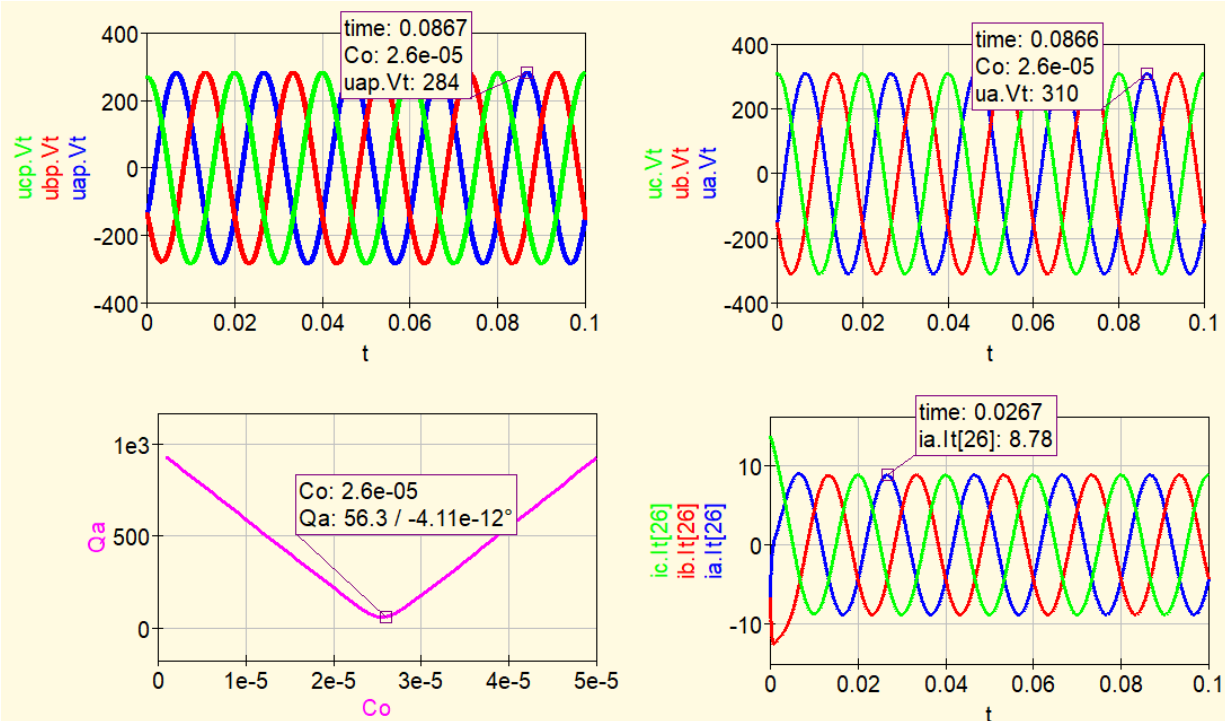 time: 0.0867
Co: 2.6e-05
uap.Vt: 284
400
200
0
-200
-400
ucp.Vt
ubp.Vt
uap.Vt
0
0.02
0.04
0.06
0.08
0.1
t
time: 0.0866
Co: 2.6e-05
ua.Vt: 310
400
200
0
-200
-400
uc.Vt
ub.Vt
ua.Vt
0
0.02
0.04
0.06
0.08
0.1
t
1e3
500
0
Qa
Co: 2.6e-05
Qa: 56.3 / -4.11e-12°
0
1e-5
2e-5
3e-5
4e-5
5e-5
Co
time: 0.0267
ia.It[26]: 8.78
10
0
-10
ic.It[26]
ib.It[26]
ia.It[26]
0
0.02
0.04
0.06
0.08
0.1
t